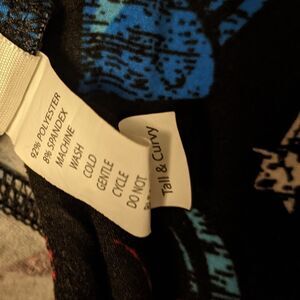 92% POLYESTER
8% SPANDEX
MACHINE
WASH
COLD
GENTLE
CYCLE
DO NOT
Tall & Curvy